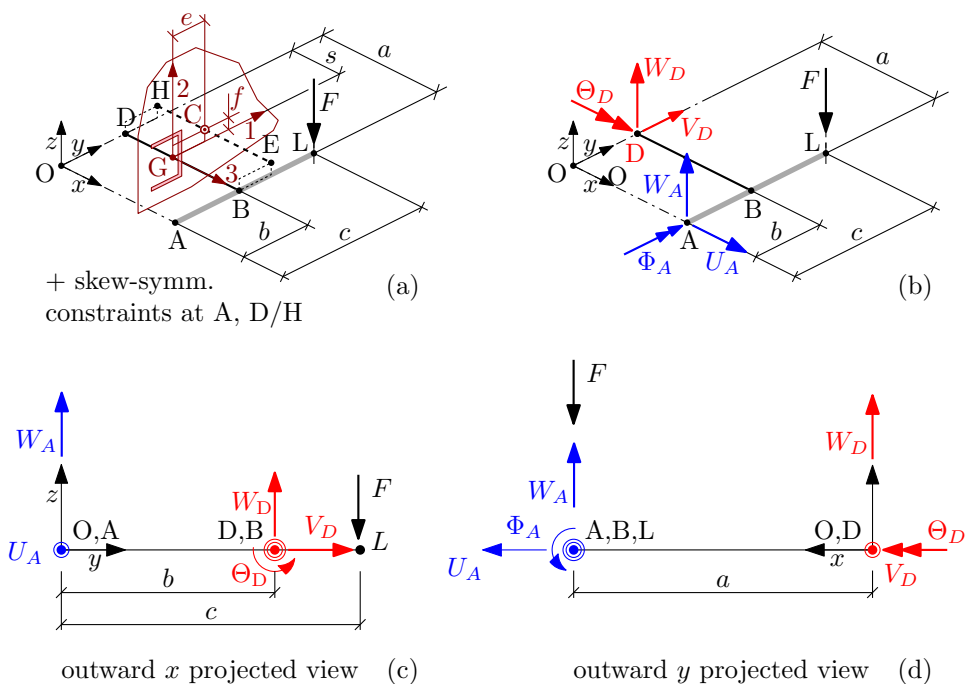 e
a
s
H
2
f
F
D
C
1
L
z
y
E
O
G
x
3
B
A
b
c
+ skew-symm.
constraints at A, D/H
(a)
W_D
a
Θ_D
F
V_D
D
L
z
y
O
O
x
W_A
B
A
b
c
Φ_A
U_A
(b)
W_A
z
O,A
D,B
W_D
F
V_D
L
U_A
y
Θ_D
b
c
outward x projected view (c)
F
W_D
W_A
Φ_A
A,B,L
O,D
Θ_D
U_A
x
V_D
a
outward y projected view (d)